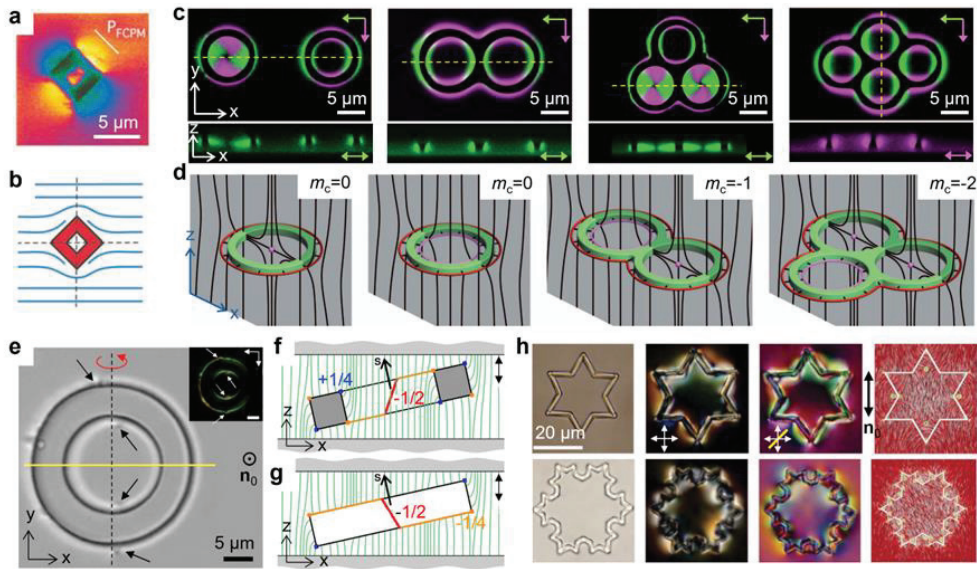 a
P_FCPM
5 µm
b
c
y
x
z
x
5 µm
5 µm
5 µm
5 µm
d
m_c=0
m_c=0
m_c=-1
m_c=-2
z
x
e
n_0
y
x
5 µm
f
s
+1/4
-1/2
z
x
g
s
-1/2
-1/4
z
x
h
20 µm
n_0